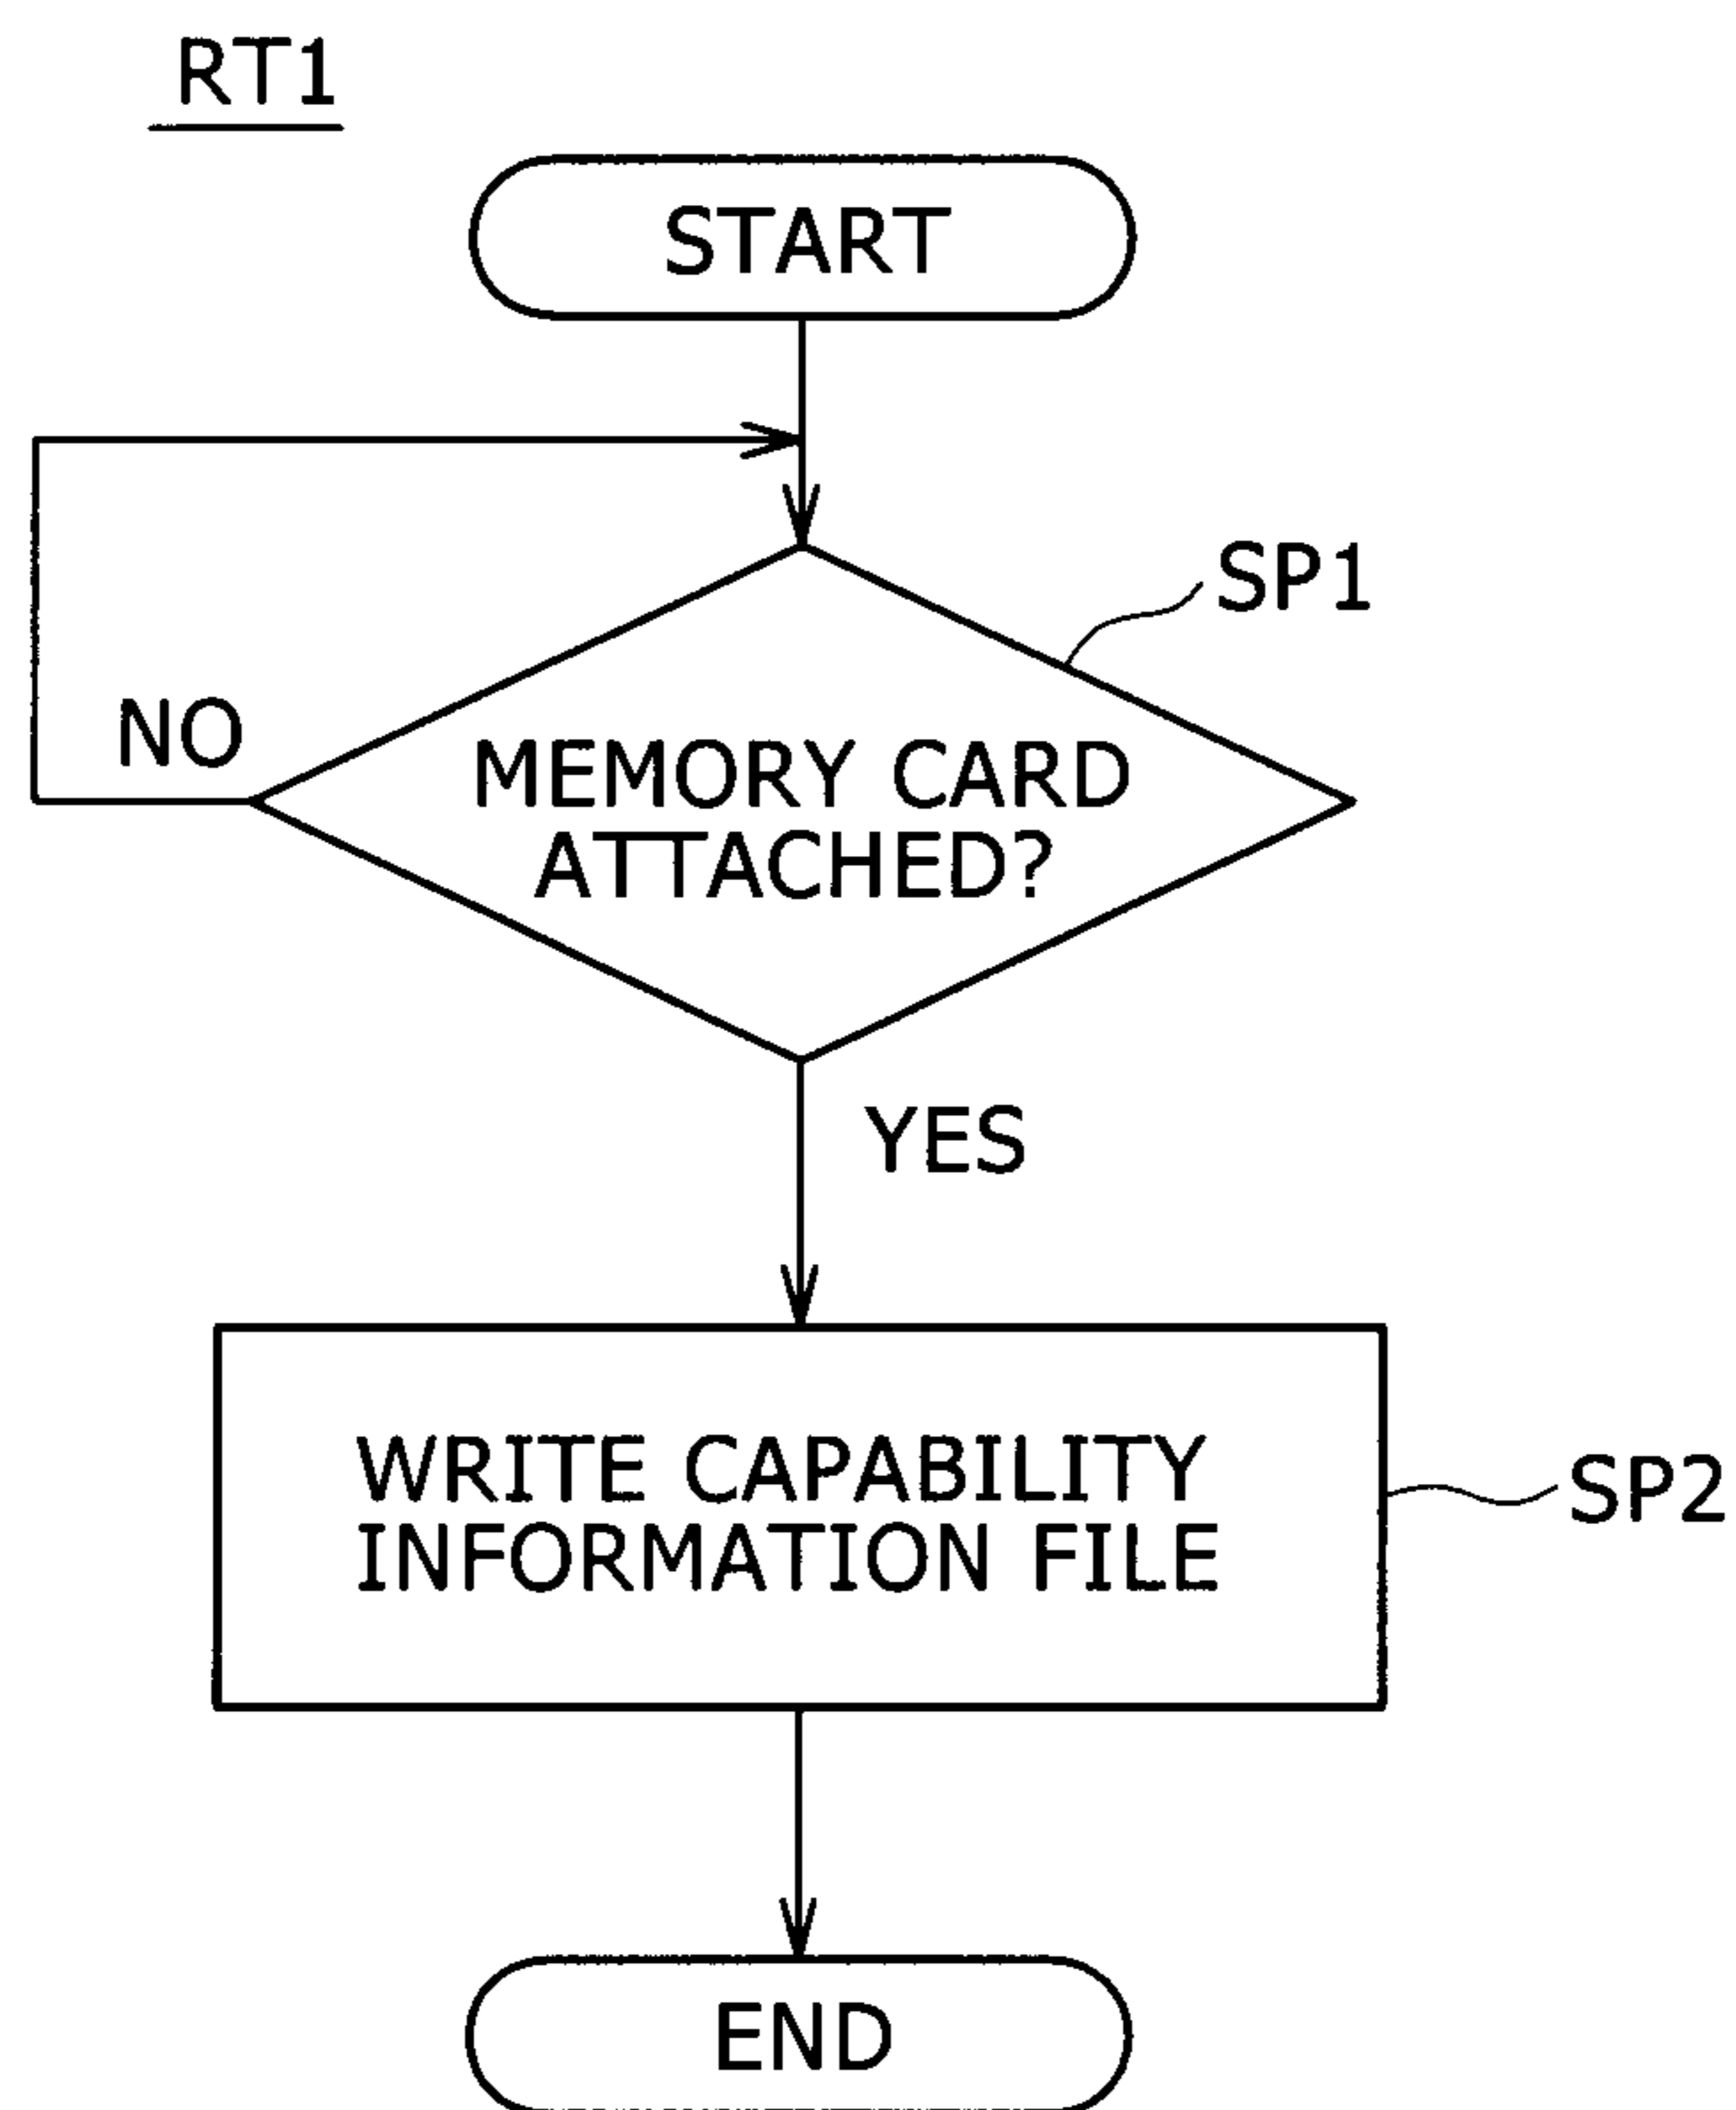 RT1
START
SP1
NO
MEMORY CARD
ATTACHED?
YES
WRITE CAPABILITY
INFORMATION FILE
SP2
END